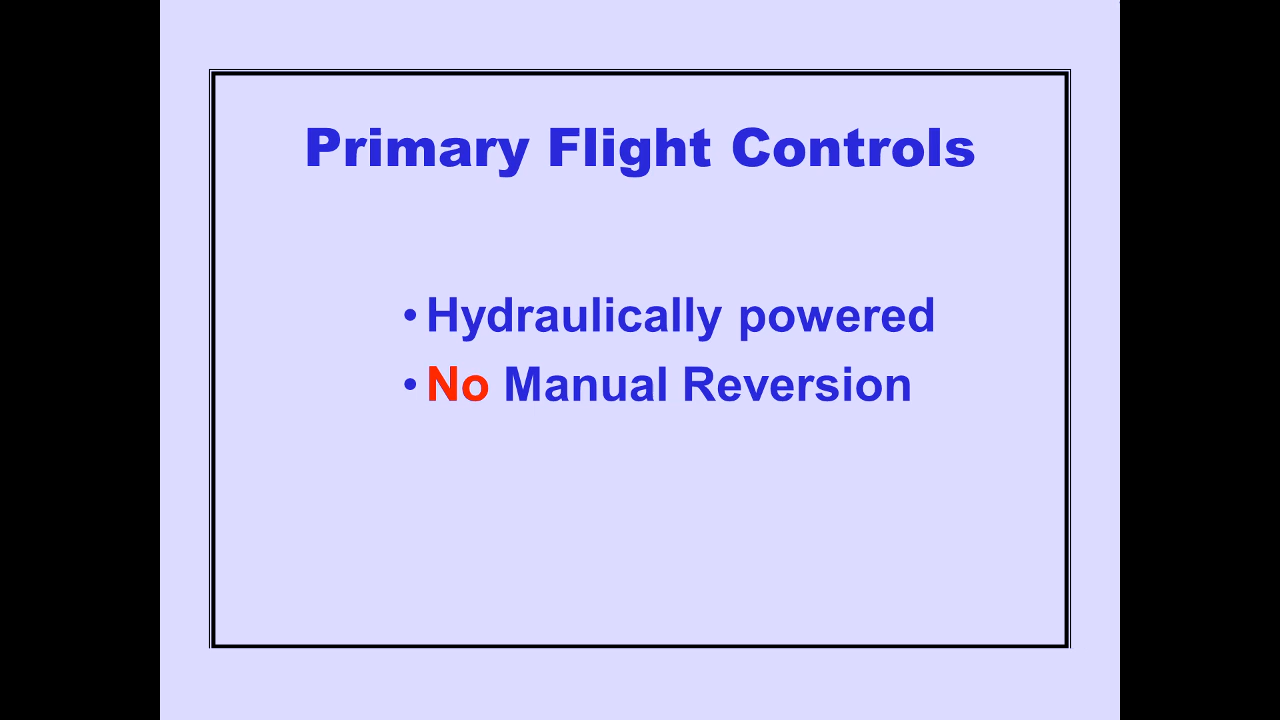 Primary Flight Controls
• Hydraulically powered
• No Manual Reversion